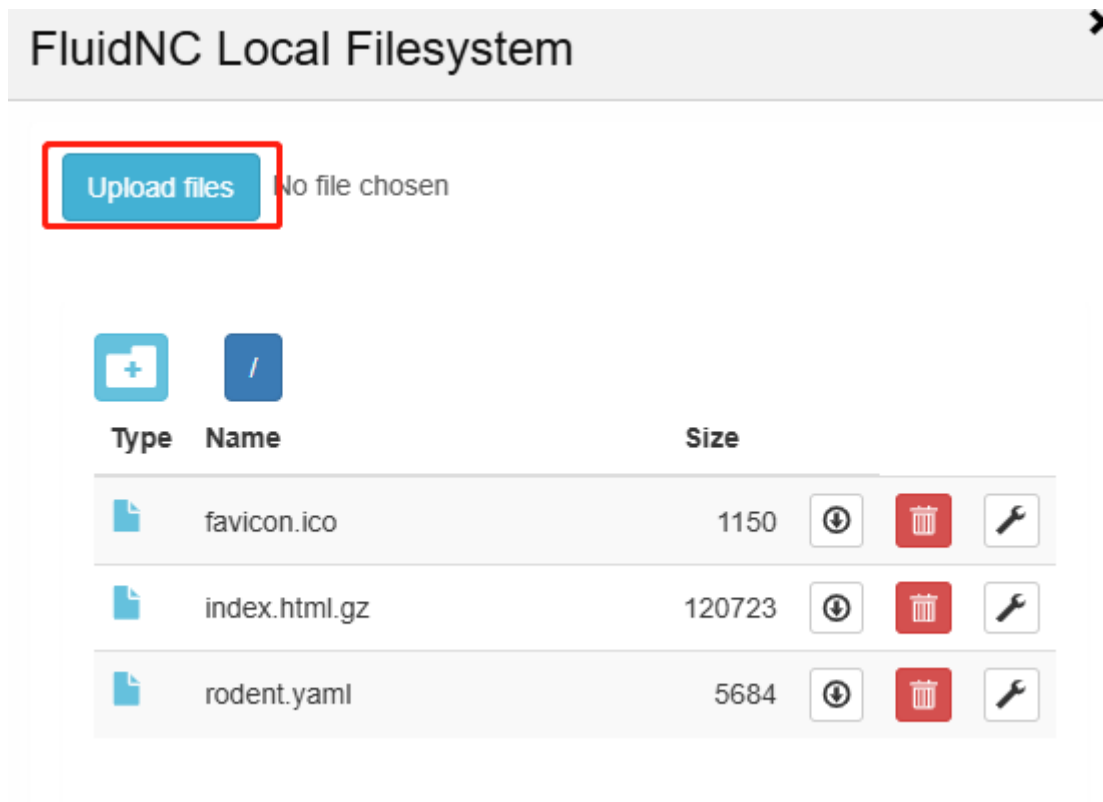 FluidNC Local Filesystem
Upload files No file chosen
/
Type Name Size
favicon.ico 1150
index.html.gz 120723
rodent.yaml 5684